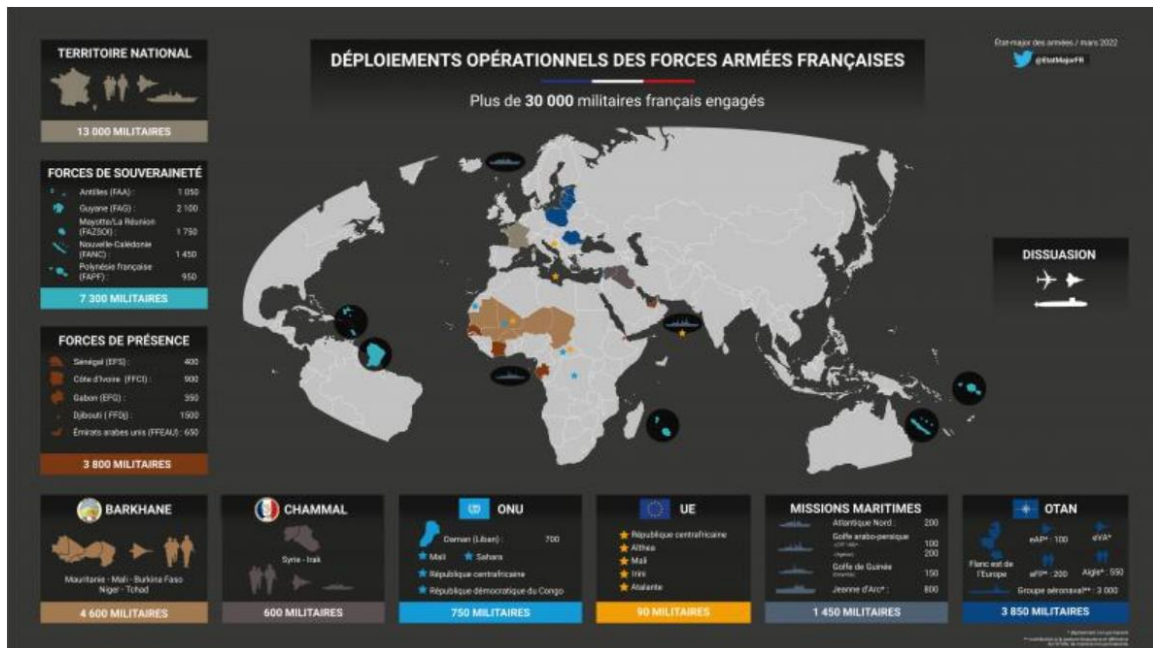 TERRITOIRE NATIONAL
13 000 MILITAIRES
DÉPLOIEMENTS OPÉRATIONNELS DES FORCES ARMÉES FRANÇAISES
Plus de 30 000 militaires français engagés
État-major des armées / mars 2022
@EtatMajorFR
FORCES DE SOUVERAINETÉ
Antilles (FAA) : 1 050
Guyane (FAG) : 2 100
Mayotte/La Réunion
(FAZSOI) : 1 750
Nouvelle-Calédonie
(FANC) : 1 450
Polynésie française
(FAPF) : 950
7 300 MILITAIRES
FORCES DE PRÉSENCE
Sénégal (EFS) : 400
Côte d'Ivoire (FFCI) : 900
Gabon (EFG) : 350
Djibouti ( FFDj) : 1500
Émirats arabes unis (FFEAU) : 650
3 800 MILITAIRES
DISSUASION
BARKHANE
Mauritanie - Mali - Burkina Faso
Niger - Tchad
4 600 MILITAIRES
CHAMMAL
Syrie - Irak
600 MILITAIRES
ONU
Daman (Liban) : 700
Mali Sahara
République centrafricaine
République démocratique du Congo
750 MILITAIRES
UE
République centrafricaine
Althea
Mali
Irini
Atalante
90 MILITAIRES
MISSIONS MARITIMES
Atlantique Nord : 200
Golfe arabo-persique
100
200
Golfe de Guinée
150
Jeanne d'Arc* : 800
1 450 MILITAIRES
OTAN
eAP* : 100 eVA*
Flanc est de
l'Europe
eFP* : 200 Aigle* : 550
Groupe aéronaval** : 3 000
3 850 MILITAIRES